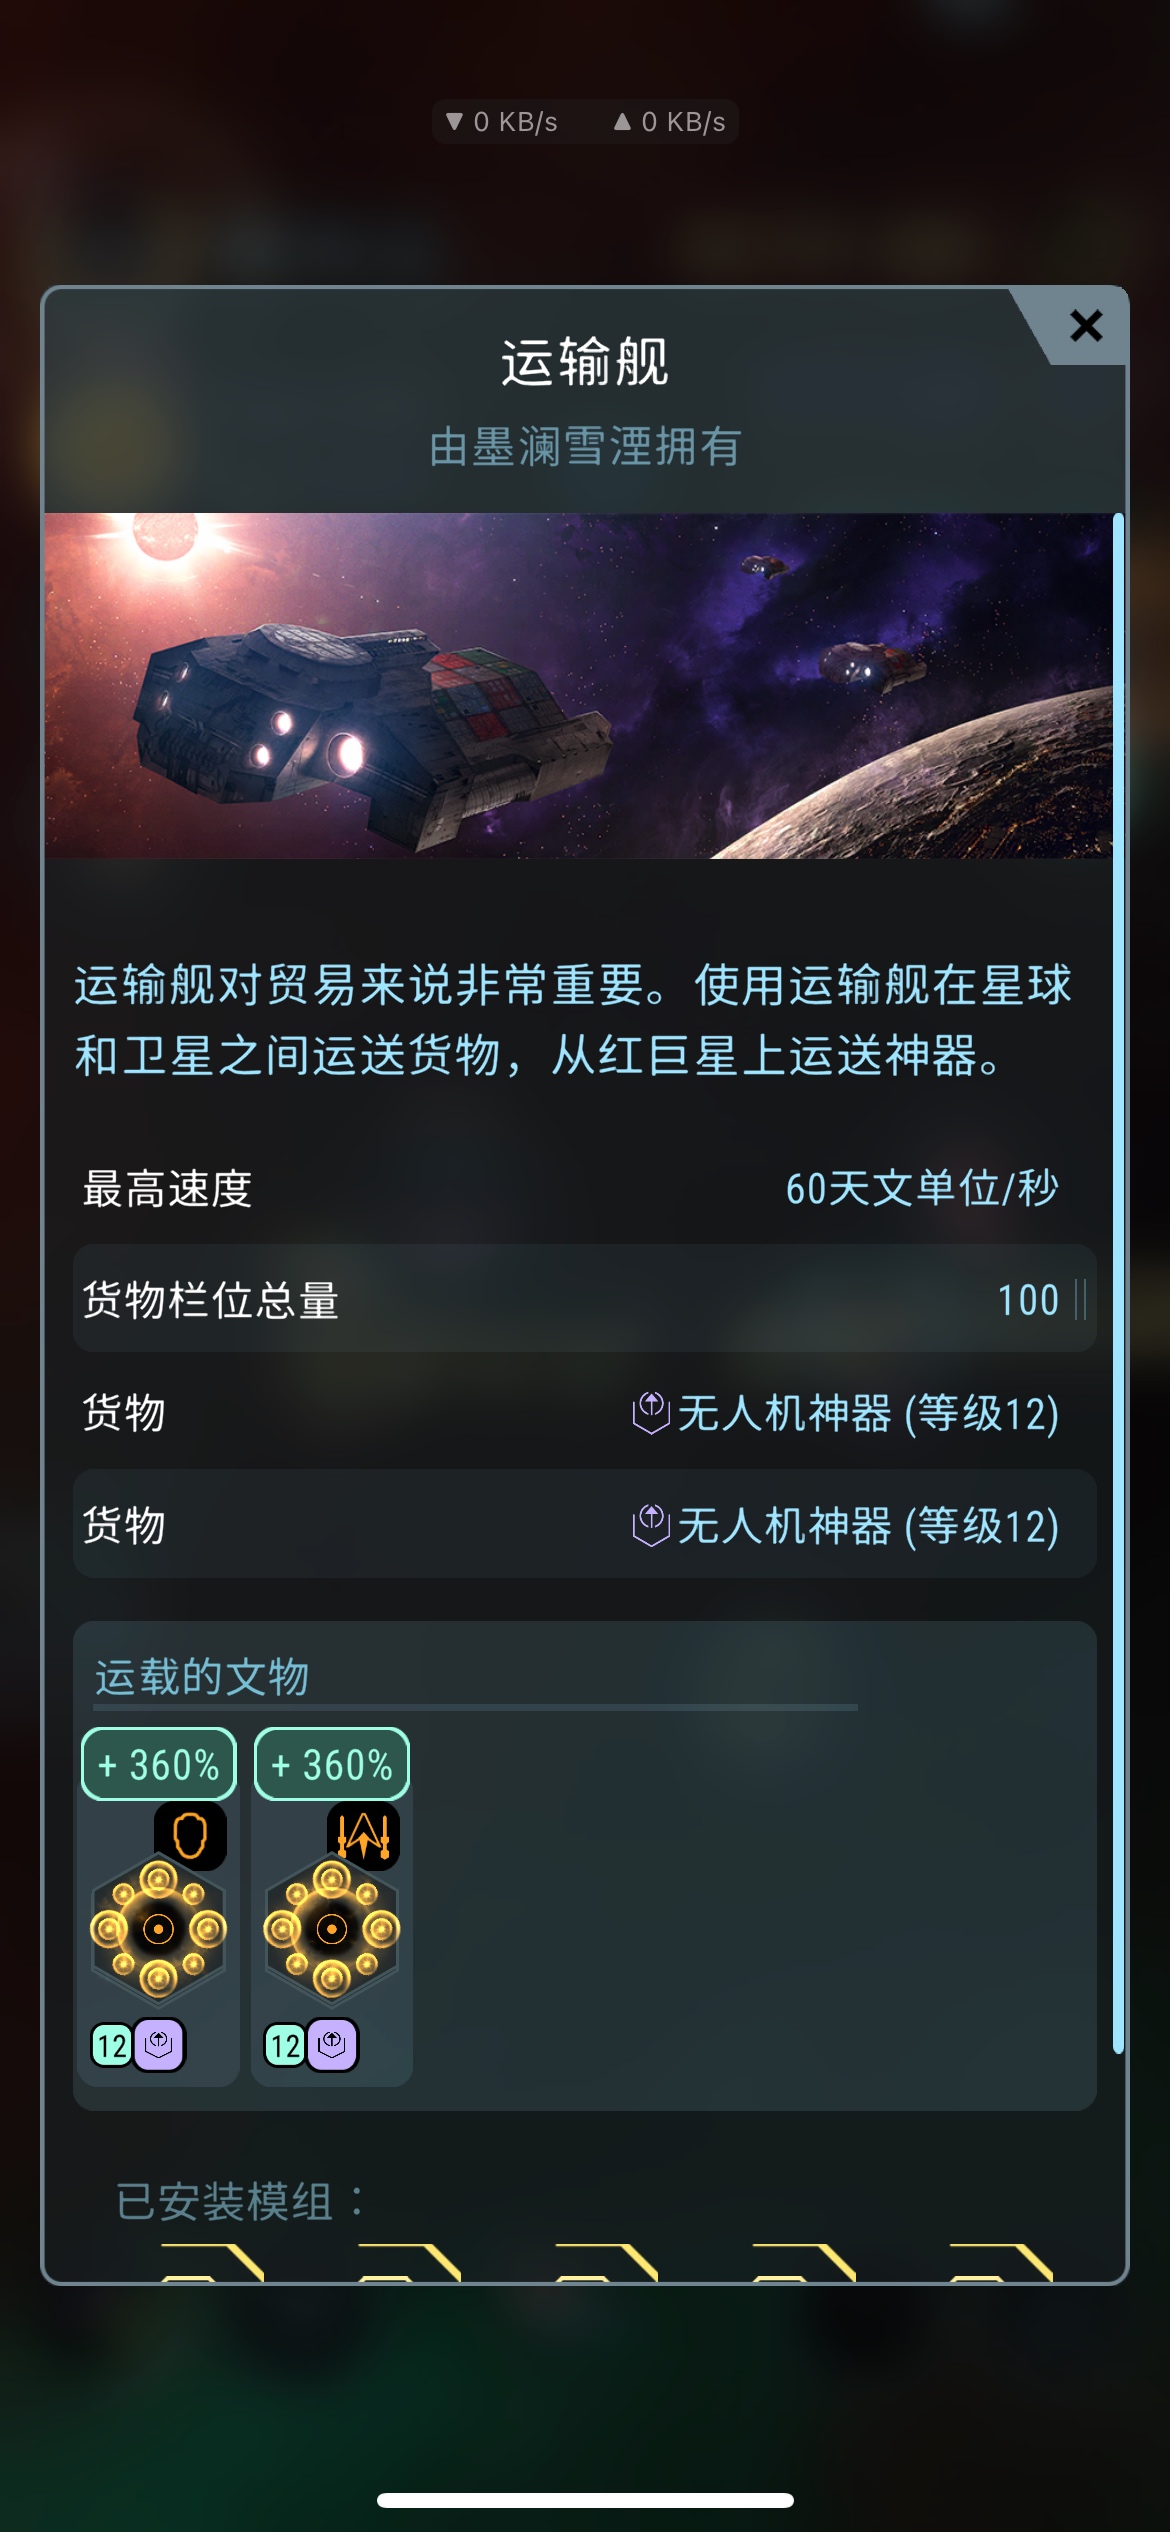 ▼ 0 KB/s ▲ 0 KB/s
运输舰
由墨澜雪湮拥有
运输舰对贸易来说非常重要。使用运输舰在星球
和卫星之间运送货物，从红巨星上运送神器。
最高速度 60天文单位/秒
货物栏位总量 100
货物 无人机神器 (等级12)
货物 无人机神器 (等级12)
运载的文物
+ 360% + 360%
12 12
已安装模组：